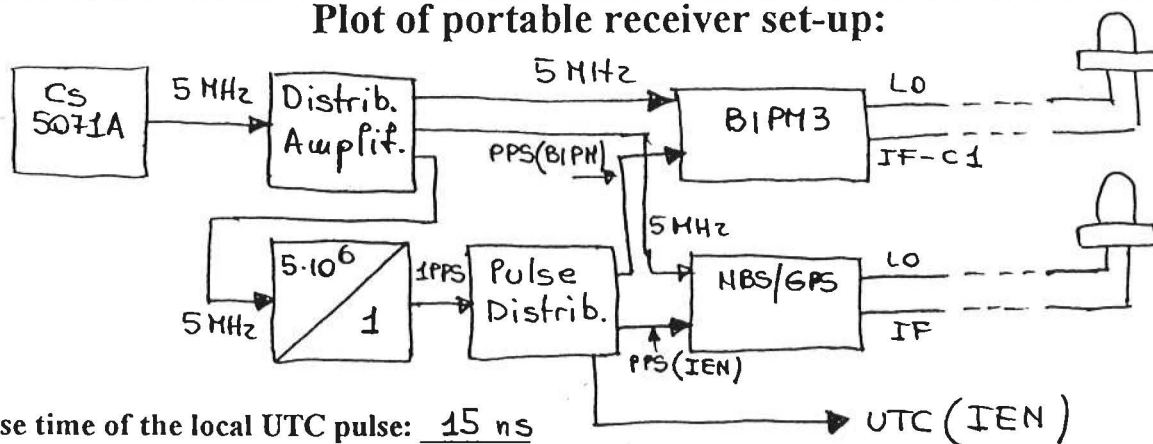 Plot of portable receiver set-up:
Cs
5071A
5 MHz
Distrib.
Amplif.
5 MHz
BIPM3
LO
IF-C1
PPS(BIPM)
5 MHz
5 MHz
5·10⁶
1
1PPS
Pulse
Distrib.
PPS(IEN)
NBS/GPS
LO
IF
se time of the local UTC pulse: 15 ns
UTC (IEN)